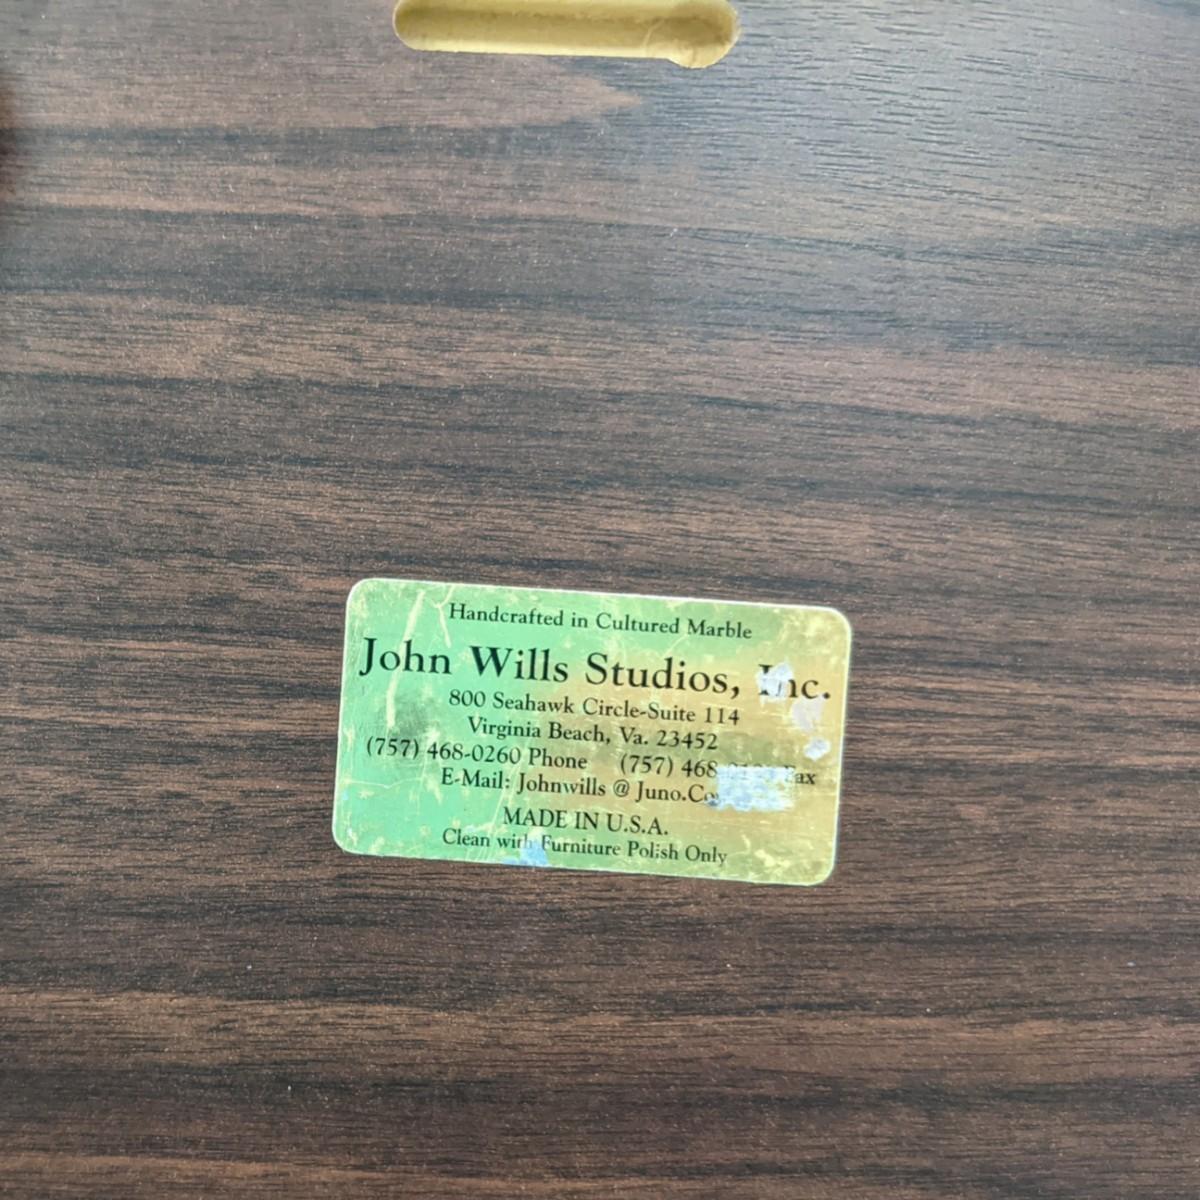 Handcrafted in Cultured Marble
John Wills Studios, Inc.
800 Seahawk Circle-Suite 114
Virginia Beach, Va. 23452
(757) 468-0260 Phone (757) 468 Fax
E-Mail: Johnwills @ Juno.Co
MADE IN U.S.A.
Clean with Furniture Polish Only